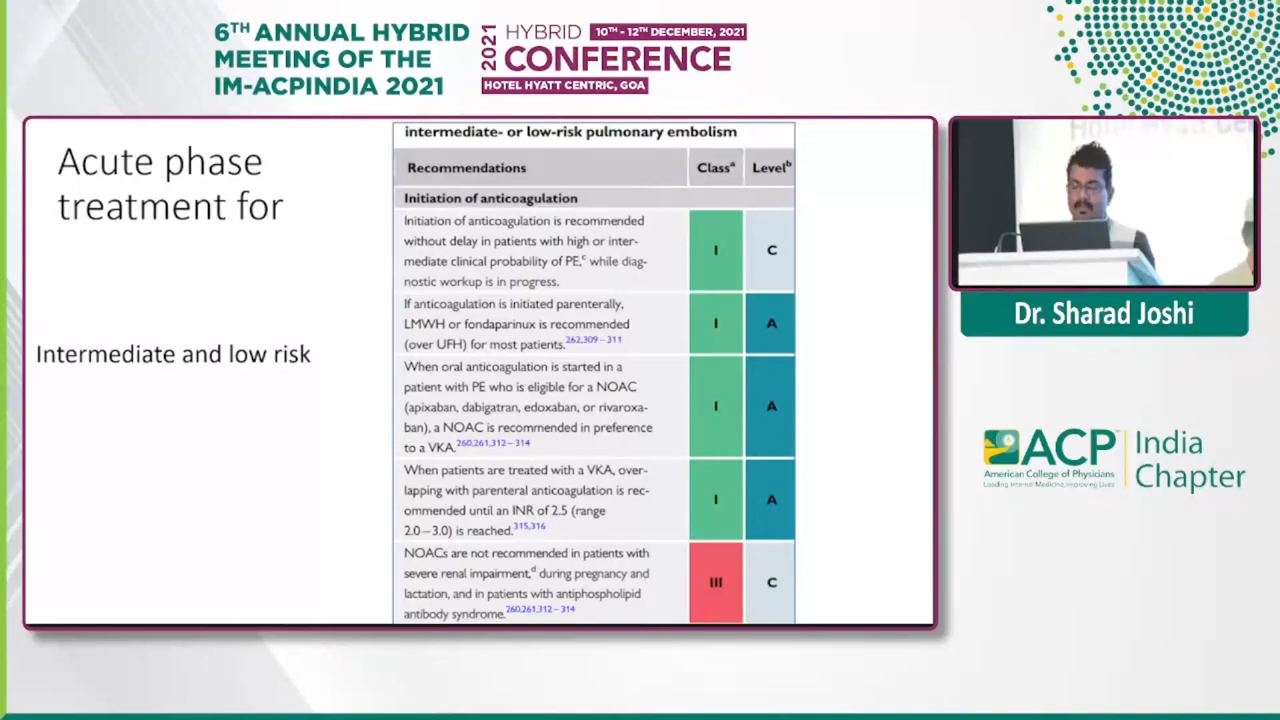 6TH ANNUAL HYBRID
MEETING OF THE
IM-ACPINDIA 2021
2021
HYBRID
10TH - 12TH DECEMBER, 2021
CONFERENCE
HOTEL HYATT CENTRIC, GOA
Acute phase
treatment for
Intermediate and low risk
intermediate- or low-risk pulmonary embolism
Recommendations Classa Levelb
Initiation of anticoagulation
Initiation of anticoagulation is recommended
without delay in patients with high or inter-
mediate clinical probability of PE,c while diag-
nostic workup is in progress.
I C
If anticoagulation is initiated parenterally,
LMWH or fondaparinux is recommended
(over UFH) for most patients.262,309–311
I A
When oral anticoagulation is started in a
patient with PE who is eligible for a NOAC
(apixaban, dabigatran, edoxaban, or rivaroxa-
ban), a NOAC is recommended in preference
to a VKA.260,261,312–314
I A
When patients are treated with a VKA, over-
lapping with parenteral anticoagulation is rec-
ommended until an INR of 2.5 (range
2.0–3.0) is reached.315,316
I A
NOACs are not recommended in patients with
severe renal impairment,d during pregnancy and
lactation, and in patients with antiphospholipid
antibody syndrome.260,261,312–314
III C
Hotel Hyatt
Dr. Sharad Joshi
ACP
American College of Physicians
Leading Internal Medicine, Improving Lives
India
Chapter